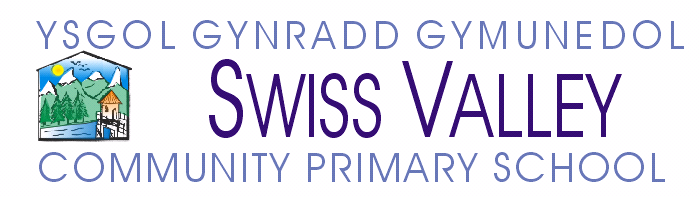 YSGOL GYNRADD GYMUNEDOL
SWISS VALLEY
COMMUNITY PRIMARY SCHOOL